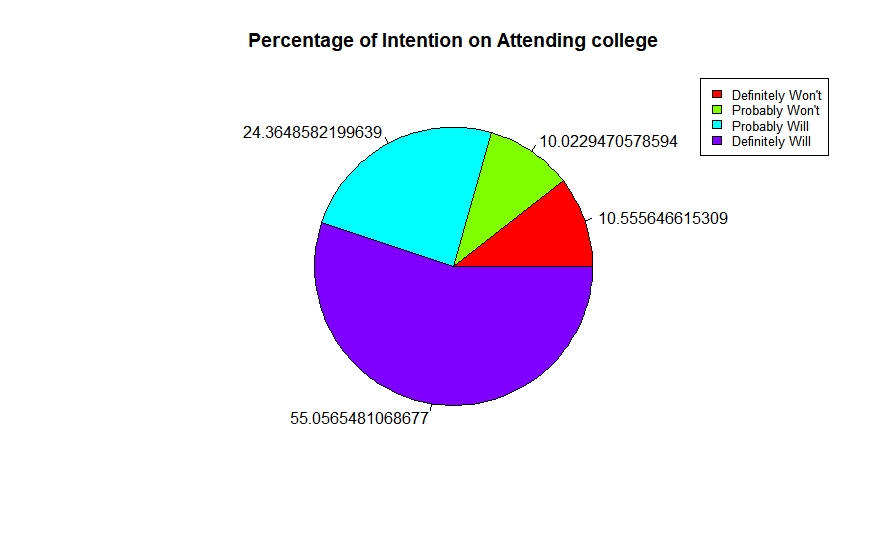 Percentage of Intention on Attending college
Definitely Won't
Probably Won't
Probably Will
Definitely Will
24.3648582199639
10.0229470578594
10.555646615309
55.0565481068677